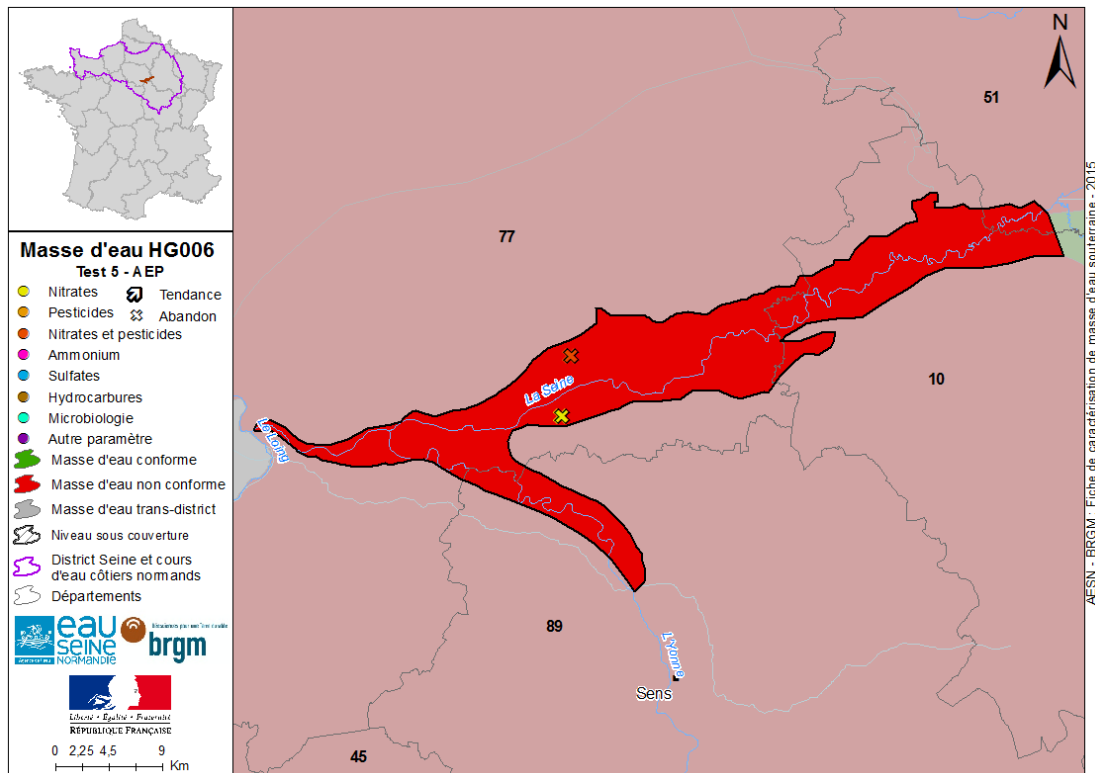 Masse d'eau HG006
Test 5 - AEP
Nitrates
Tendance
Pesticides
Abandon
Nitrates et pesticides
Ammonium
Sulfates
Hydrocarbures
Microbiologie
Autre paramètre
Masse d'eau conforme
Masse d'eau non conforme
Masse d'eau trans-district
Niveau sous couverture
District Seine et cours
d'eau côtiers normands
Départements
eau
SEINE
NORMANDIE
brgm
Liberté • Égalité • Fraternité
RÉPUBLIQUE FRANÇAISE
0 2,25 4,5 9
Km
N
51
77
10
La Seine
Le Loing
89
L'Yonne
Sens
45
AESN - BRGM : Fiche de caractérisation de masse d'eau souterraine - 2015